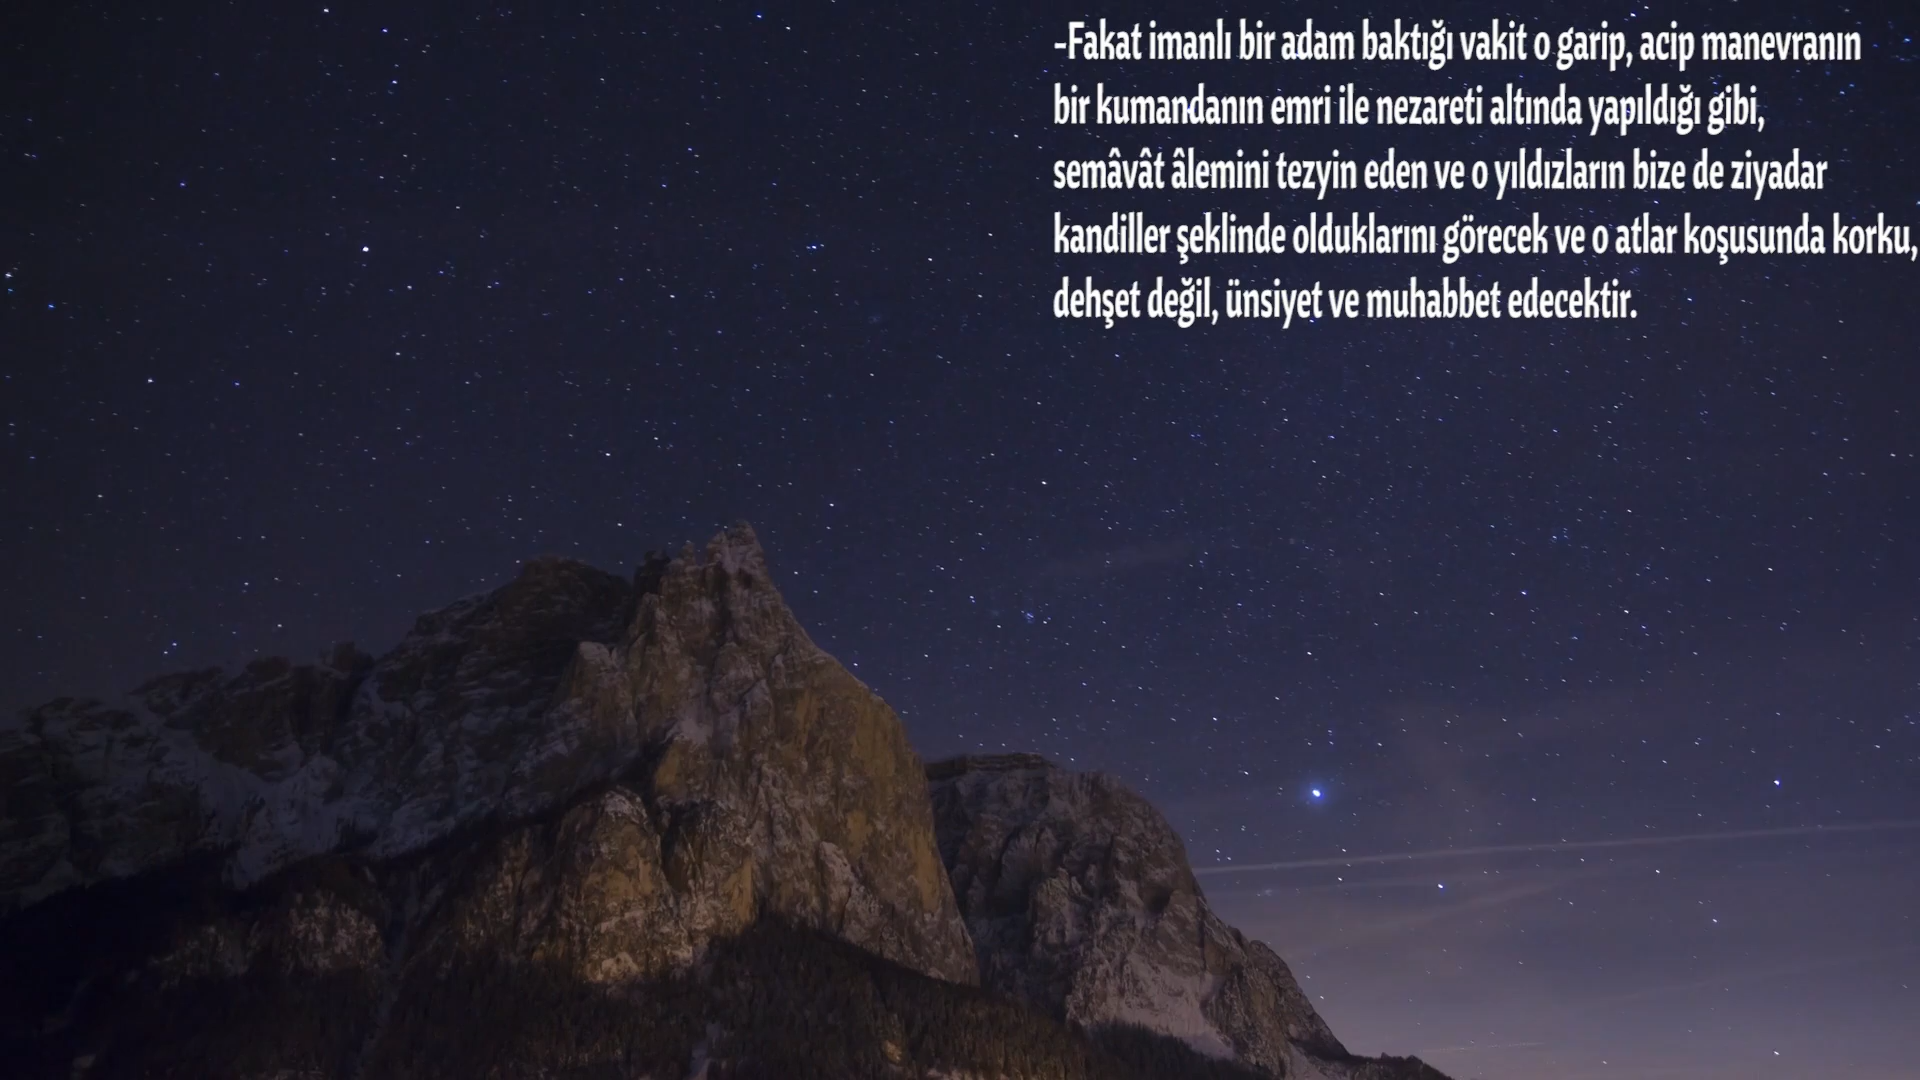 -Fakat imanlı bir adam baktığı vakit o garip, acip manevranın
bir kumandanın emri ile nezareti altında yapıldığı gibi,
semâvât âlemini tezyin eden ve o yıldızların bize de ziyadar
kandiller şeklinde olduklarını görecek ve o atlar koşusunda korku,
dehşet değil, ünsiyet ve muhabbet edecektir.